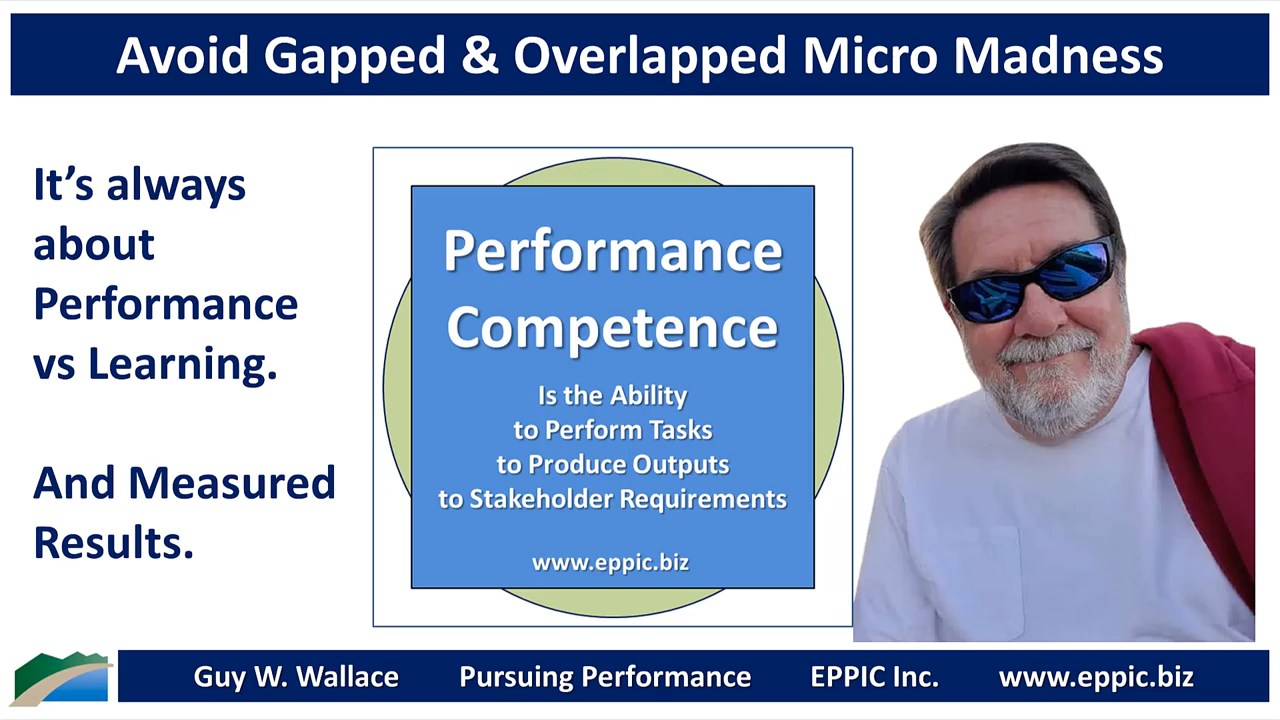 Avoid Gapped & Overlapped Micro Madness
It’s always
about
Performance
vs Learning.
And Measured
Results.
Performance
Competence
Is the Ability
to Perform Tasks
to Produce Outputs
to Stakeholder Requirements
www.eppic.biz
Guy W. Wallace Pursuing Performance EPPIC Inc. www.eppic.biz